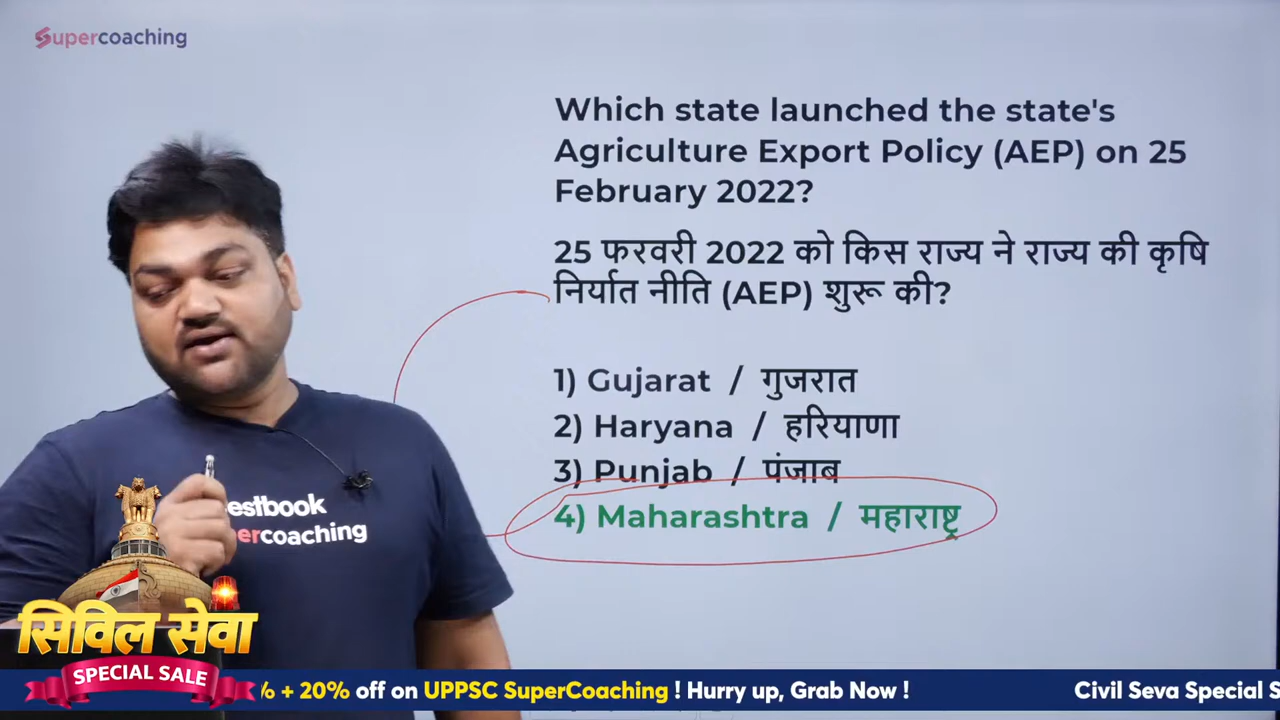 Supercoaching
Which state launched the state's
Agriculture Export Policy (AEP) on 25
February 2022?
25 फरवरी 2022 को किस राज्य ने राज्य की कृषि
निर्यात नीति (AEP) शुरू की?
1) Gujarat / गुजरात
2) Haryana / हरियाणा
3) Punjab / पंजाब
4) Maharashtra / महाराष्ट्र
estbook
ercoaching
सिविल सेवा
SPECIAL SALE
% + 20% off on UPPSC SuperCoaching ! Hurry up, Grab Now !
Civil Seva Special S